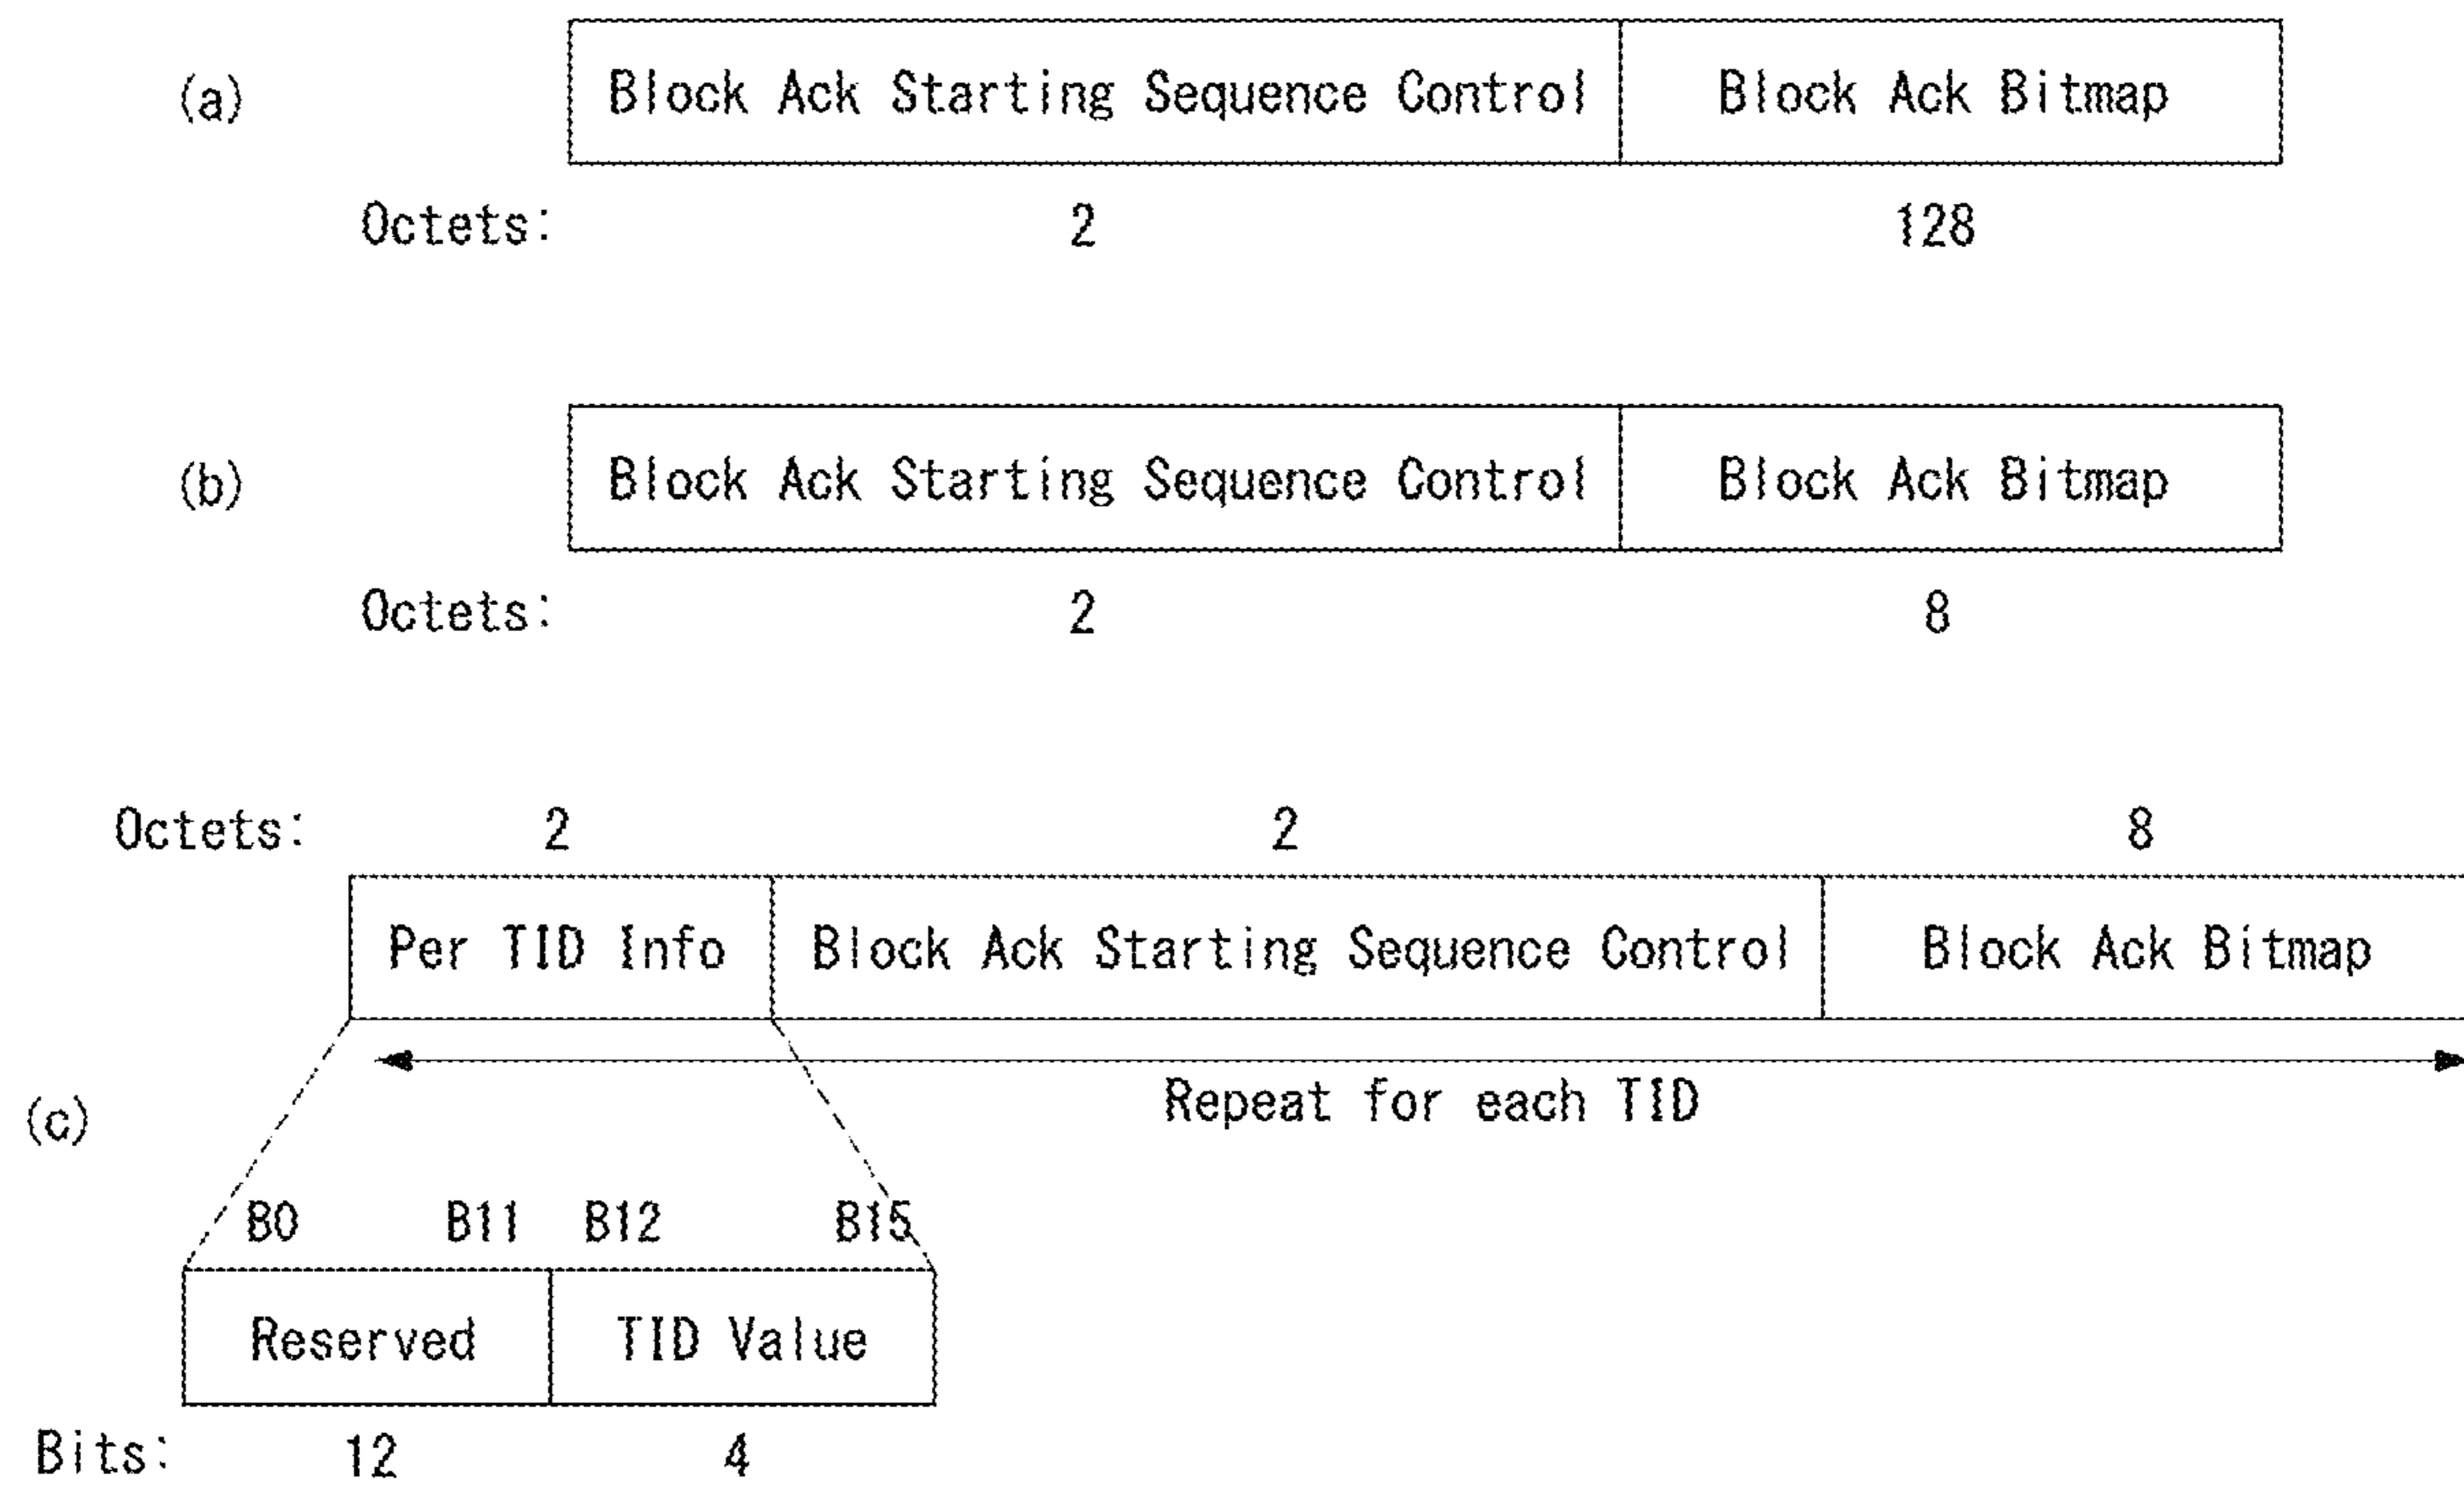 (a) Block Ack Starting Sequence Control Block Ack Bitmap
Octets: 2 128
(b) Block Ack Starting Sequence Control Block Ack Bitmap
Octets: 2 8
Octets: 2 2 8
Per TID Info Block Ack Starting Sequence Control Block Ack Bitmap
(c) Repeat for each TID
B0 B11 B12 B15
Reserved TID Value
Bits: 12 4